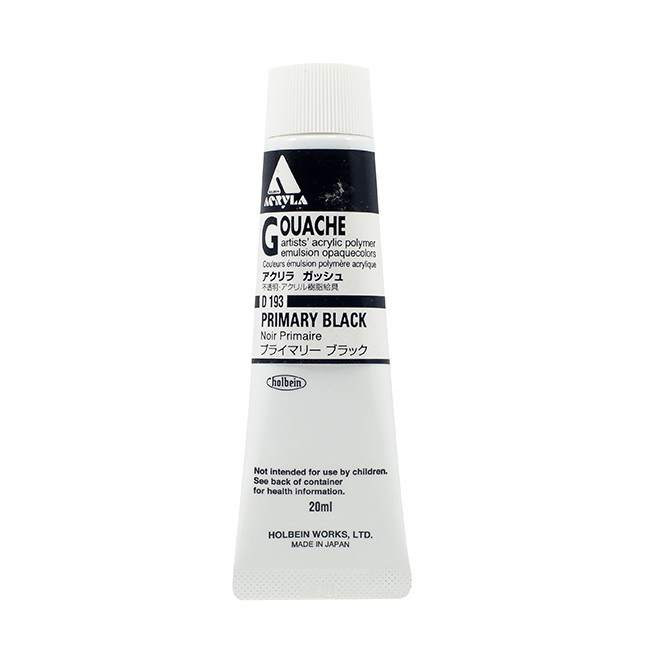 HOLBEIN
ACRYLA
GOUACHE
artists' acrylic polymer
emulsion opaquecolors
Couleurs émulsion polymère acrylique
アクリラ ガッシュ
不透明・アクリル樹脂絵具
D 193
PRIMARY BLACK
Noir Primaire
プライマリー ブラック
holbein
Not intended for use by children.
See back of container
for health information.
20ml
HOLBEIN WORKS, LTD.
MADE IN JAPAN